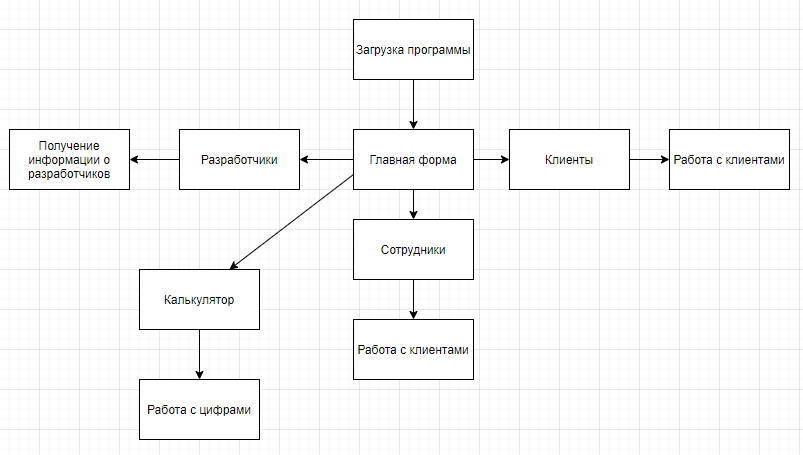 Загрузка программы
Получение
информации о
разработчиков
Разработчики
Главная форма
Клиенты
Работа с клиентами
Сотрудники
Калькулятор
Работа с клиентами
Работа с цифрами